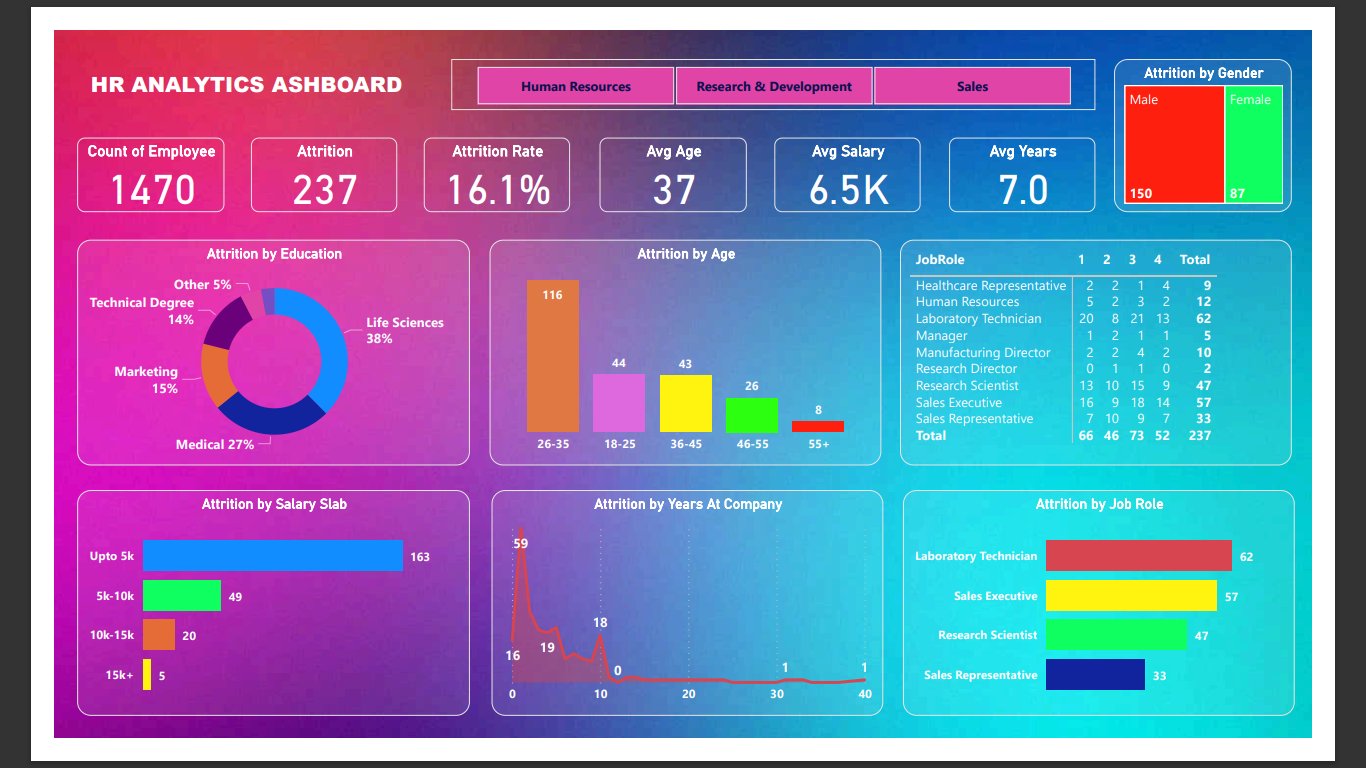 HR ANALYTICS ASHBOARD
Human Resources
Research & Development
Sales
Attrition by Gender
Male
Female
150
87
Count of Employee
1470
Attrition
237
Attrition Rate
16.1%
Avg Age
37
Avg Salary
6.5K
Avg Years
7.0
Attrition by Education
Other 5%
Technical Degree
14%
Life Sciences
38%
Marketing
15%
Medical 27%
Attrition by Age
116
44
43
26
8
26-35
18-25
36-45
46-55
55+
JobRole 1 2 3 4 Total
Healthcare Representative 2 2 1 4 9
Human Resources 5 2 3 2 12
Laboratory Technician 20 8 21 13 62
Manager 1 2 1 1 5
Manufacturing Director 2 2 4 2 10
Research Director 0 1 1 0 2
Research Scientist 13 10 15 9 47
Sales Executive 16 9 18 14 57
Sales Representative 7 10 9 7 33
Total 66 46 73 52 237
Attrition by Salary Slab
Upto 5k 163
5k-10k 49
10k-15k 20
15k+ 5
Attrition by Years At Company
59
18
16
19
0
1
1
0 10 20 30 40
Attrition by Job Role
Laboratory Technician 62
Sales Executive 57
Research Scientist 47
Sales Representative 33